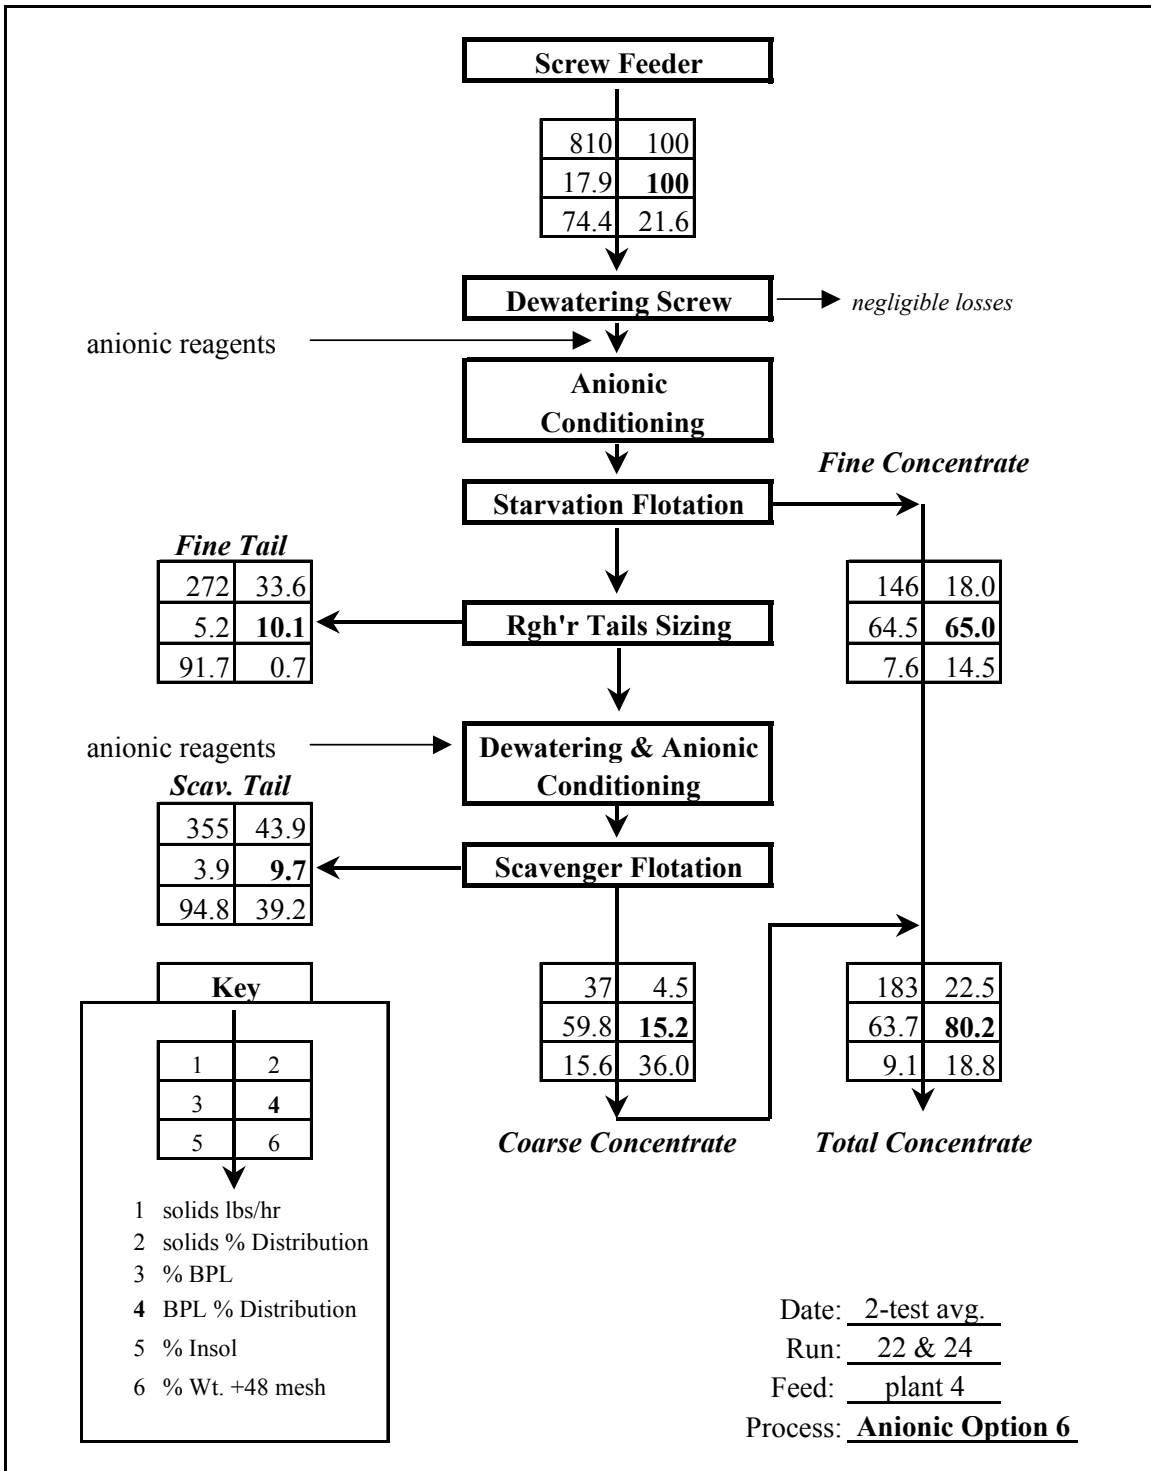 Screw Feeder
810 100
17.9 100
74.4 21.6
Dewatering Screw
negligible losses
anionic reagents
Anionic
Conditioning
Fine Concentrate
Starvation Flotation
Fine Tail
272 33.6
5.2 10.1
91.7 0.7
146 18.0
64.5 65.0
7.6 14.5
Rgh'r Tails Sizing
anionic reagents
Dewatering & Anionic
Conditioning
Scav. Tail
355 43.9
3.9 9.7
94.8 39.2
Scavenger Flotation
37 4.5
59.8 15.2
15.6 36.0
183 22.5
63.7 80.2
9.1 18.8
Coarse Concentrate
Total Concentrate
Key
1 2
3 4
5 6
1 solids lbs/hr
2 solids % Distribution
3 % BPL
4 BPL % Distribution
5 % Insol
6 % Wt. +48 mesh
Date: 2-test avg.
Run: 22 & 24
Feed: plant 4
Process: Anionic Option 6